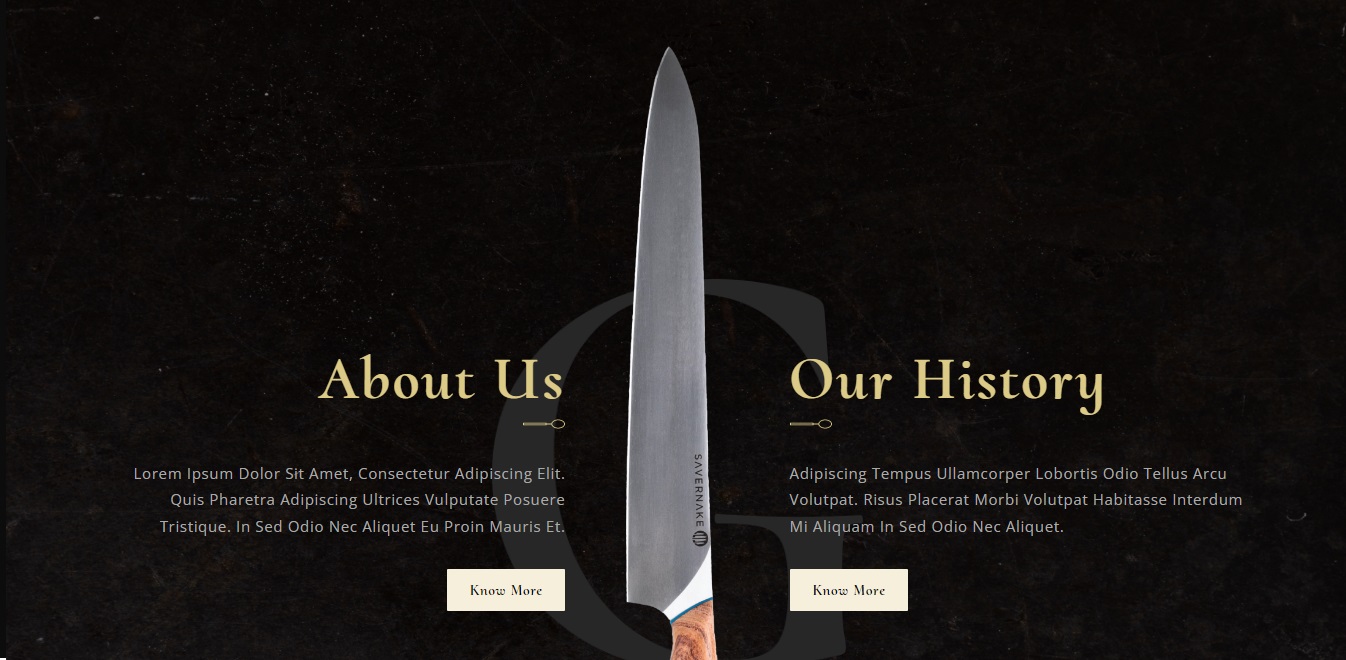 About Us
Lorem Ipsum Dolor Sit Amet, Consectetur Adipiscing Elit.
Quis Pharetra Adipiscing Ultrices Vulputate Posuere
Tristique. In Sed Odio Nec Aliquet Eu Proin Mauris Et.
Know More
G
SAVERNAKE
Our History
Adipiscing Tempus Ullamcorper Lobortis Odio Tellus Arcu
Volutpat. Risus Placerat Morbi Volutpat Habitasse Interdum
Mi Aliquam In Sed Odio Nec Aliquet.
Know More